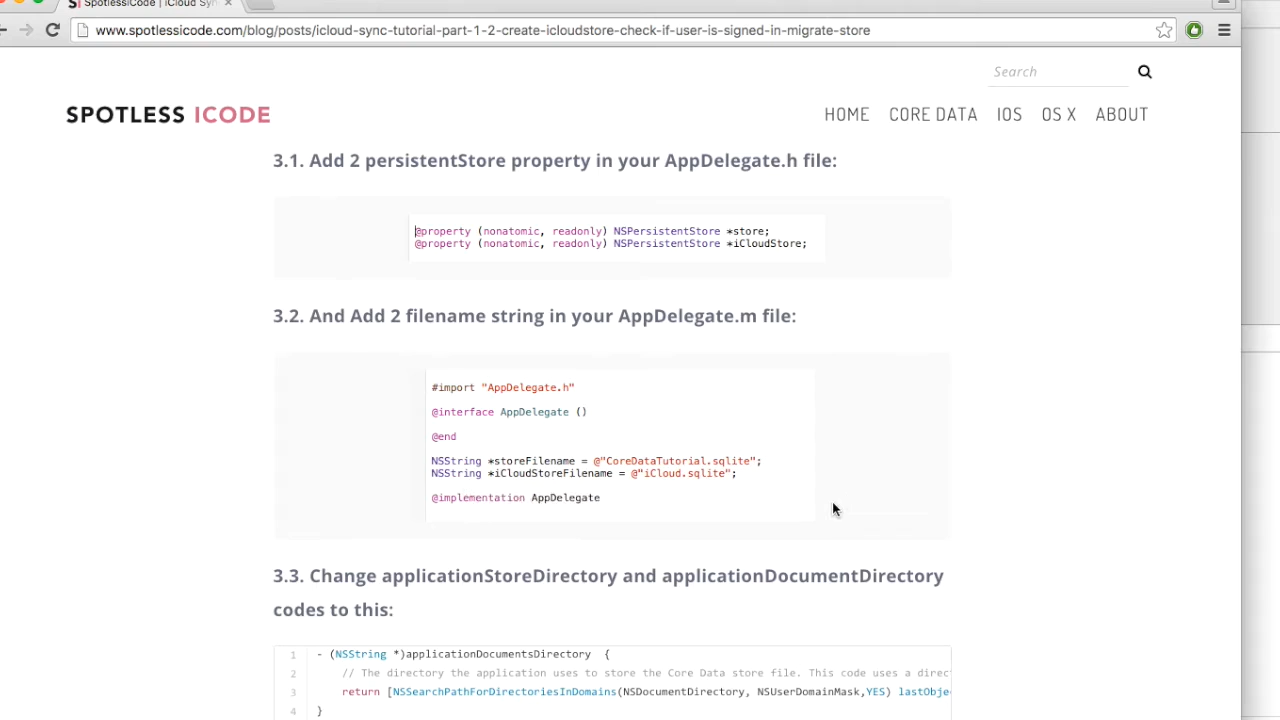 SpotlessiCode | iCloud Syn
www.spotlessicode.com/blog/posts/icloud-sync-tutorial-part-1-2-create-icloudstore-check-if-user-is-signed-in-migrate-store
Search
SPOTLESS ICODE
HOME CORE DATA IOS OS X ABOUT
3.1. Add 2 persistentStore property in your AppDelegate.h file:
@property (nonatomic, readonly) NSPersistentStore *store;
@property (nonatomic, readonly) NSPersistentStore *iCloudStore;
3.2. And Add 2 filename string in your AppDelegate.m file:
#import "AppDelegate.h"
@interface AppDelegate ()
@end
NSString *storeFilename = @"CoreDataTutorial.sqlite";
NSString *iCloudStoreFilename = @"iCloud.sqlite";
@implementation AppDelegate
3.3. Change applicationStoreDirectory and applicationDocumentDirectory
codes to this:
1 - (NSString *)applicationDocumentsDirectory {
2 // The directory the application uses to store the Core Data store file. This code uses a direc
3 return [NSSearchPathForDirectoriesInDomains(NSDocumentDirectory, NSUserDomainMask,YES) lastObje
4 }